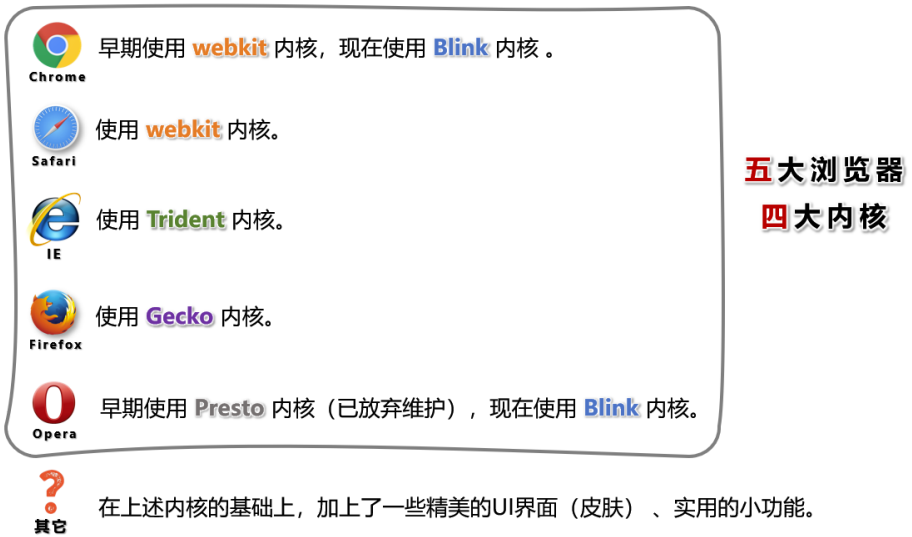 早期使用 webkit 内核，现在使用 Blink 内核 。
Chrome
使用 webkit 内核。
Safari
五大浏览器
四大内核
使用 Trident 内核。
IE
使用 Gecko 内核。
Firefox
早期使用 Presto 内核（已放弃维护），现在使用 Blink 内核。
Opera
在上述内核的基础上，加上了一些精美的UI界面（皮肤） 、实用的小功能。
其它